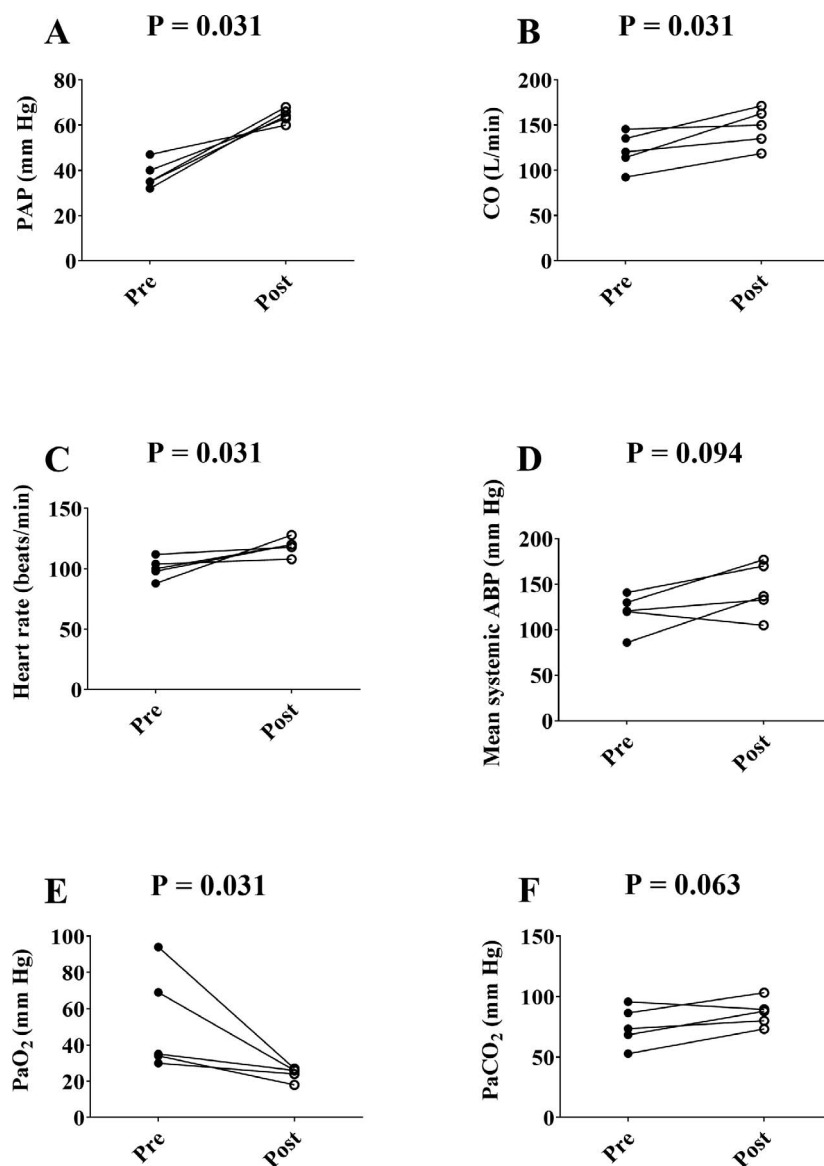 A P = 0.031
PAP (mm Hg)
80
60
40
20
0
Pre Post
B P = 0.031
CO (L/min)
200
150
100
50
0
Pre Post
C P = 0.031
Heart rate (beats/min)
150
100
50
0
Pre Post
D P = 0.094
Mean systemic ABP (mm Hg)
200
150
100
50
0
Pre Post
E P = 0.031
PaO₂ (mm Hg)
100
80
60
40
20
0
Pre Post
F P = 0.063
PaCO₂ (mm Hg)
150
100
50
0
Pre Post